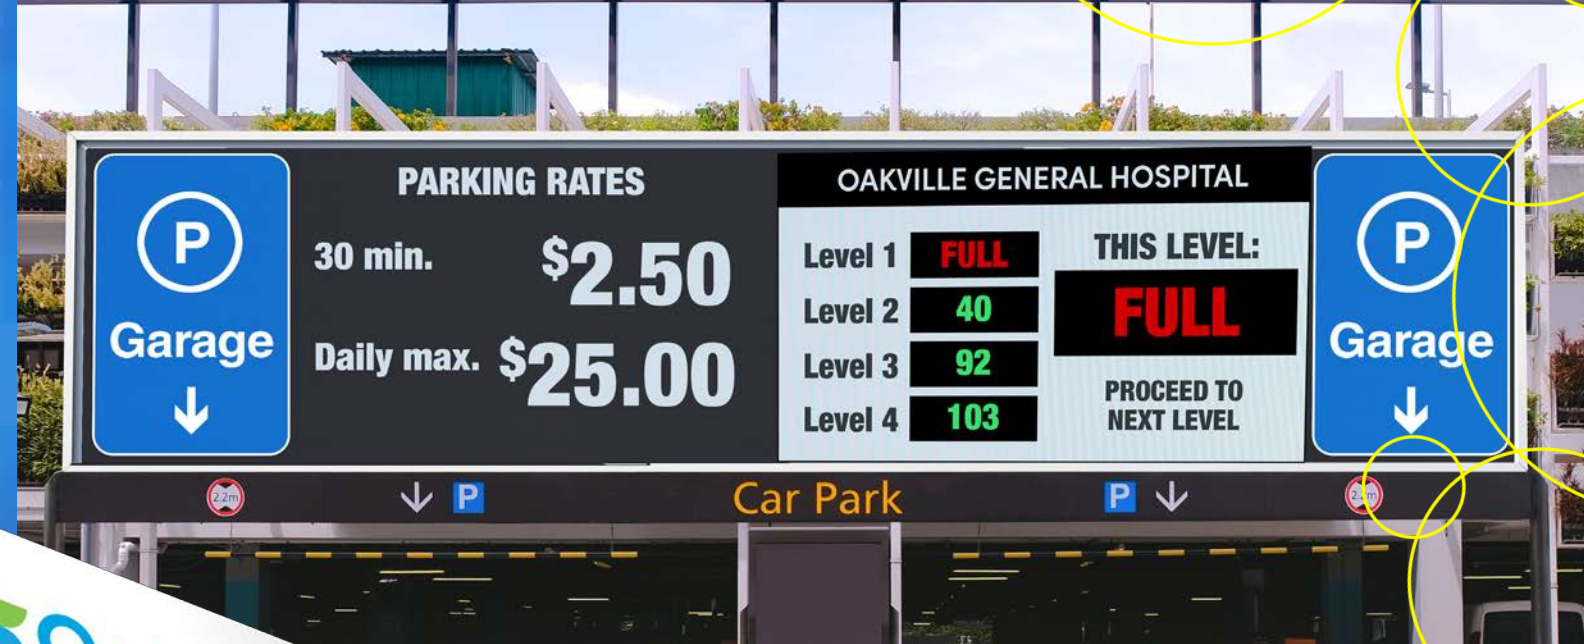 P
Garage
PARKING RATES
30 min. $2.50
Daily max. $25.00
OAKVILLE GENERAL HOSPITAL
Level 1 FULL
Level 2 40
Level 3 92
Level 4 103
THIS LEVEL:
FULL
PROCEED TO
NEXT LEVEL
P
Garage
2.2m
P
Car Park
P
2.2m